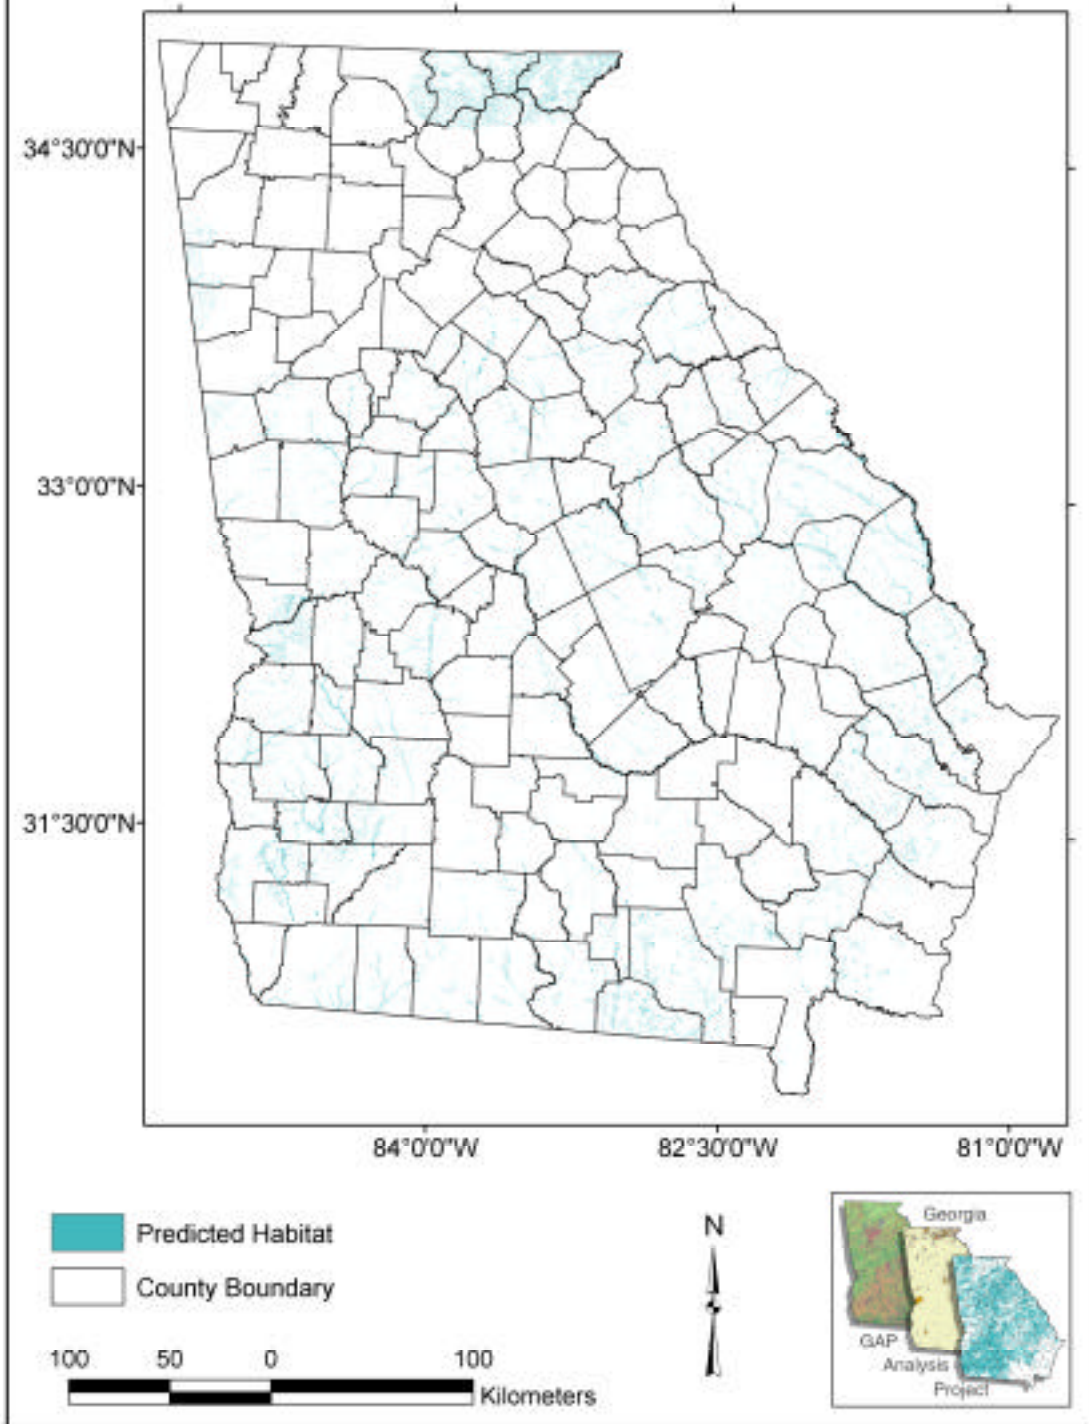 34°30'0"N
33°0'0"N
31°30'0"N
84°0'0"W 82°30'0"W 81°0'0"W
Predicted Habitat
County Boundary
N
100 50 0 100
Kilometers
Georgia
GAP
Analysis
Project